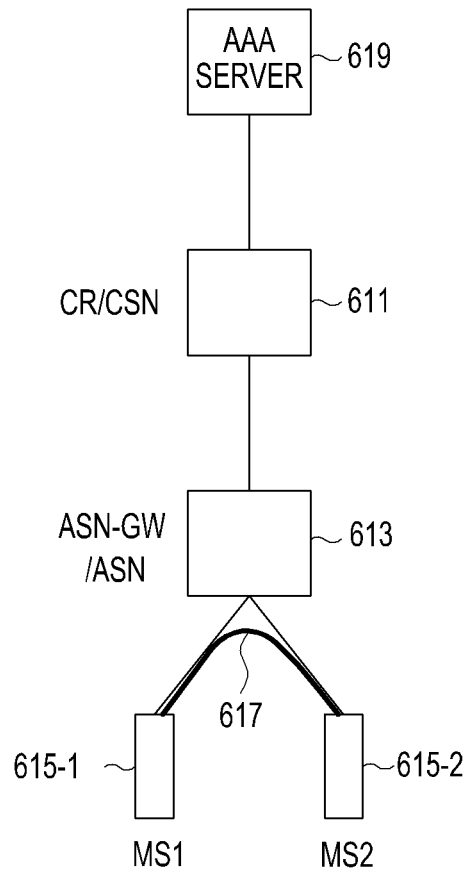 AAA
SERVER
619
CR/CSN
611
ASN-GW
/ASN
613
617
615-1
615-2
MS1
MS2